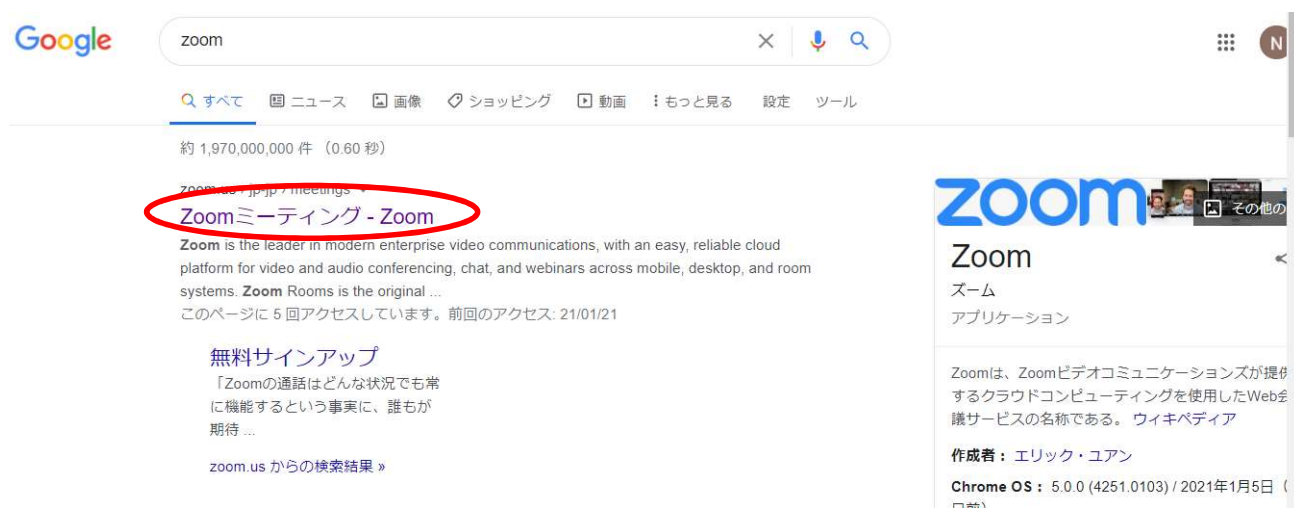 Google
zoom
N
すべて ニュース 画像 ショッピング 動画 もっと見る 設定 ツール
約 1,970,000,000 件 （0.60 秒）
zoom.us › jp-jp › meetings
Zoomミーティング - Zoom
Zoom is the leader in modern enterprise video communications, with an easy, reliable cloud
platform for video and audio conferencing, chat, and webinars across mobile, desktop, and room
systems. Zoom Rooms is the original ...
このページに 5 回アクセスしています。前回のアクセス: 21/01/21
無料サインアップ
「Zoomの通話はどんな状況でも常
に機能するという事実に、誰もが
期待 ...
zoom.us からの検索結果 »
zoom
その他の
Zoom
ズーム
アプリケーション
Zoomは、Zoomビデオコミュニケーションズが提供
するクラウドコンピューティングを使用したWeb会
議サービスの名称である。 ウィキペディア
作成者： エリック・ユアン
Chrome OS： 5.0.0 (4251.0103) / 2021年1月5日（